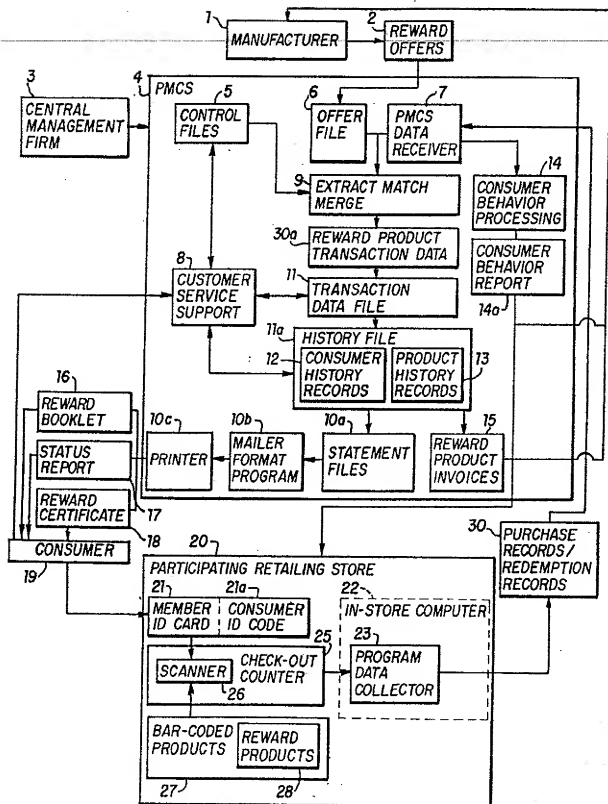 1
MANUFACTURER
2
REWARD
OFFERS
3
CENTRAL
MANAGEMENT
FIRM
4
PMCS
5
CONTROL
FILES
6
OFFER
FILE
7
PMCS
DATA
RECEIVER
9
EXTRACT MATCH
MERGE
14
CONSUMER
BEHAVIOR
PROCESSING
30a
REWARD PRODUCT
TRANSACTION DATA
CONSUMER
BEHAVIOR
REPORT
14a
8
CUSTOMER
SERVICE
SUPPORT
11
TRANSACTION
DATA FILE
11a
HISTORY FILE
12
CONSUMER
HISTORY
RECORDS
PRODUCT
HISTORY
RECORDS
13
16
REWARD
BOOKLET
STATUS
REPORT
17
REWARD
CERTIFICATE
18
CONSUMER
19
10c
PRINTER
10b
MAILER
FORMAT
PROGRAM
10a
STATEMENT
FILES
15
REWARD
PRODUCT
INVOICES
30
PURCHASE
RECORDS/
REDEMPTION
RECORDS
20
PARTICIPATING RETAILING STORE
21
MEMBER
ID CARD
21a
CONSUMER
ID CODE
22
IN-STORE COMPUTER
23
PROGRAM
DATA
COLLECTOR
25
CHECK-OUT
COUNTER
SCANNER
26
BAR-CODED
PRODUCTS
REWARD
PRODUCTS
27
28